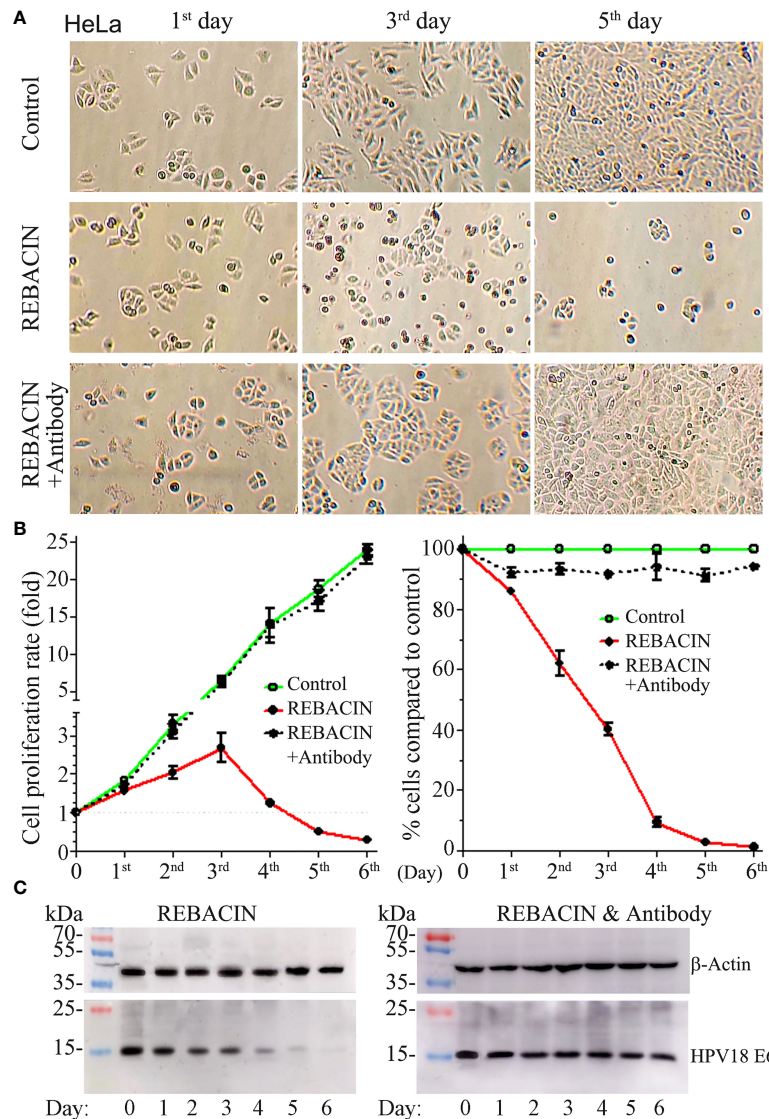 A
HeLa
1st day
3rd day
5th day
Control
REBACIN
REBACIN
+Antibody
B
Cell proliferation rate (fold)
25
20
15
10
5
3
2
1
0
Control
REBACIN
REBACIN
+Antibody
0 1st 2nd 3rd 4th 5th 6th
(Day)
% cells compared to control
100
80
60
40
20
0
Control
REBACIN
REBACIN
+Antibody
0 1st 2nd 3rd 4th 5th 6th
C
kDa
REBACIN
70-
55-
35-
25-
15-
Day: 0 1 2 3 4 5 6
kDa
REBACIN & Antibody
70-
55-
35-
β-Actin
25-
15-
HPV18 E6
Day: 0 1 2 3 4 5 6